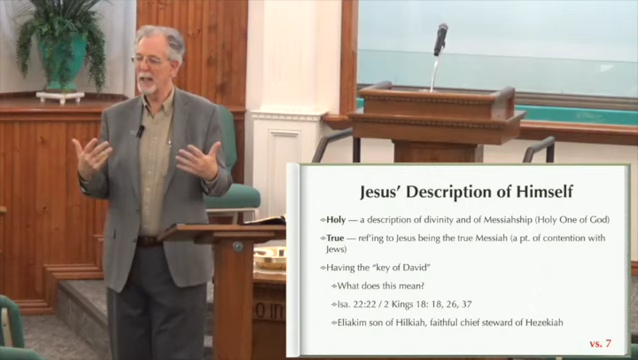 Jesus' Description of Himself
Holy — a description of divinity and of Messiahship (Holy One of God)
True — ref'ing to Jesus being the true Messiah (a pt. of contention with
Jews)
Having the "key of David"
What does this mean?
Isa. 22:22 / 2 Kings 18: 18, 26, 37
Eliakim son of Hilkiah, faithful chief steward of Hezekiah
vs. 7